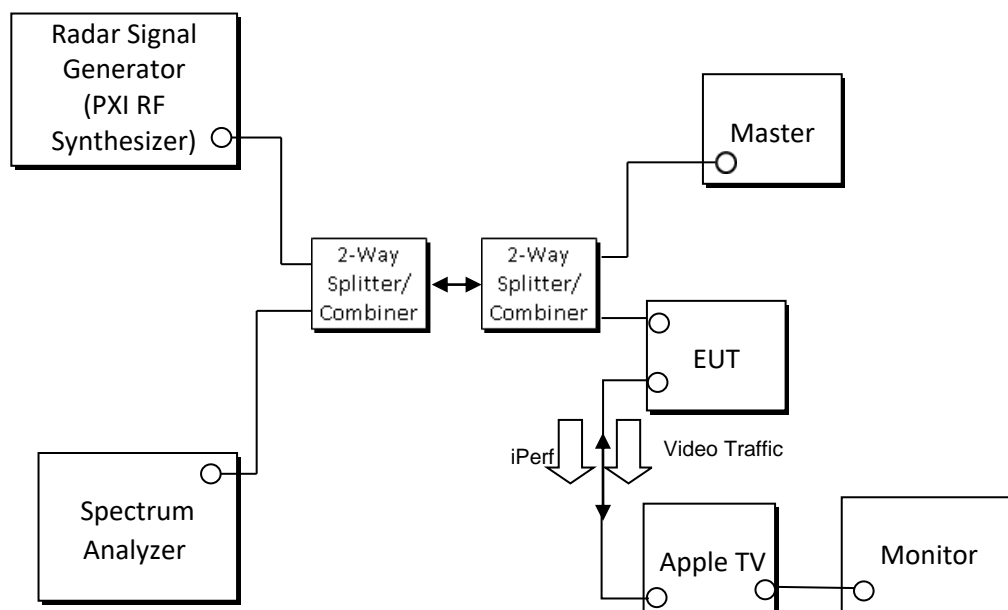 Radar Signal
Generator
(PXI RF
Synthesizer)
Master
2-Way
Splitter/
Combiner
2-Way
Splitter/
Combiner
EUT
iPerf
Video Traffic
Spectrum
Analyzer
Apple TV
Monitor